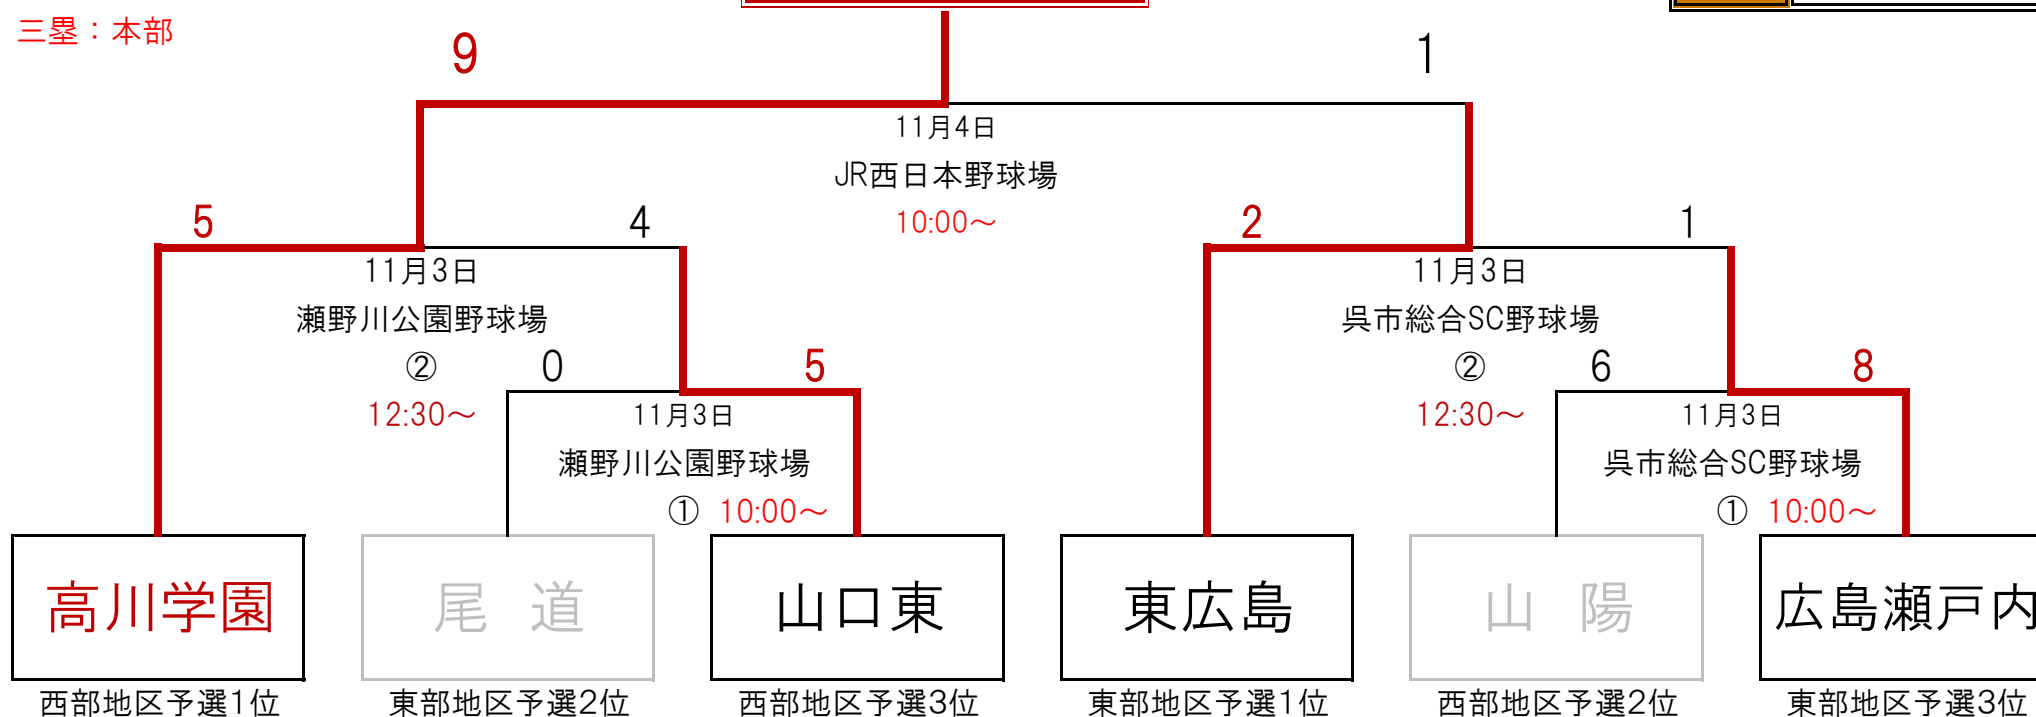 三塁：本部
9
1
11月4日
JR西日本野球場
10:00～
5
4
2
1
11月3日
瀬野川公園野球場
②
12:30～
11月3日
呉市総合SC野球場
②
12:30～
0
5
6
8
11月3日
瀬野川公園野球場
① 10:00～
11月3日
呉市総合SC野球場
① 10:00～
高川学園
尾 道
山口東
東広島
山 陽
広島瀬戸内
西部地区予選1位
東部地区予選2位
西部地区予選3位
東部地区予選1位
西部地区予選2位
東部地区予選3位